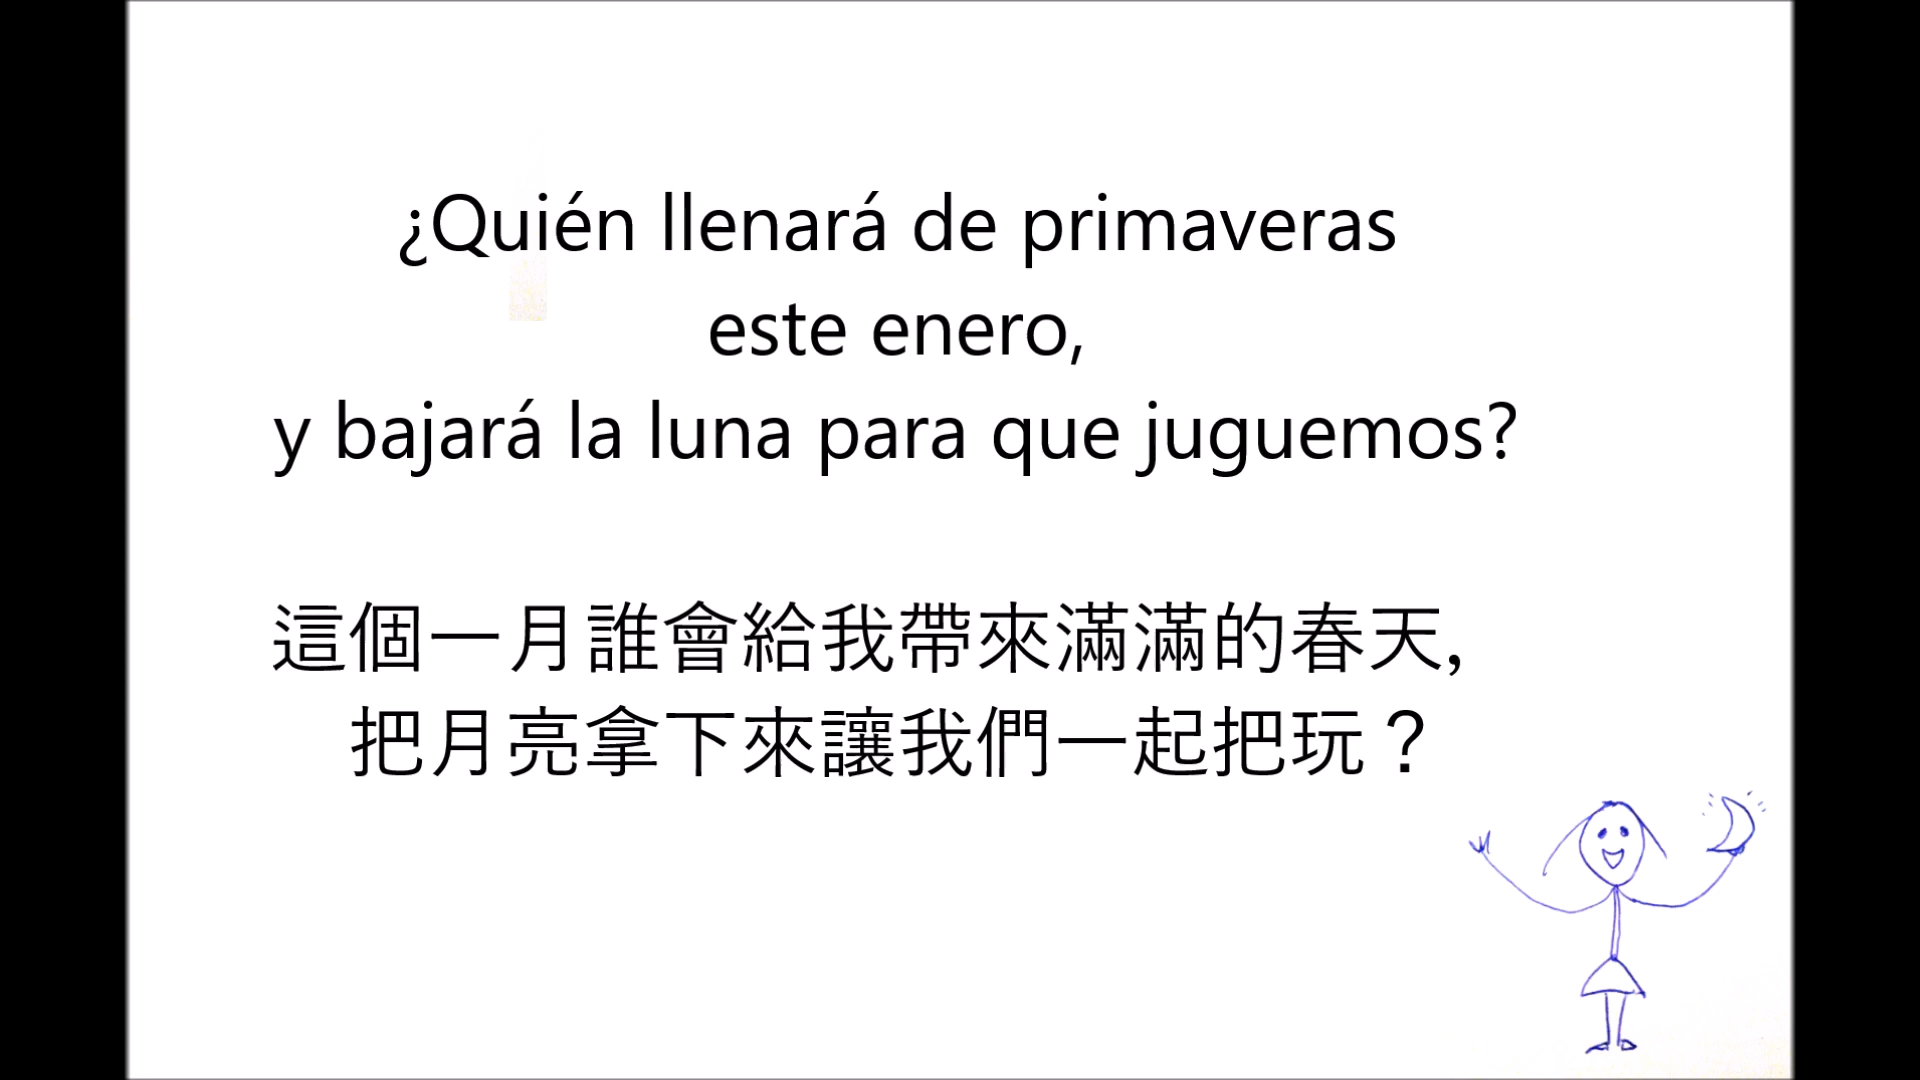 ¿Quién llenará de primaveras
este enero,
y bajará la luna para que juguemos?
這個一月誰會給我帶來滿滿的春天,
把月亮拿下來讓我們一起把玩？